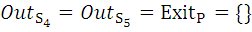 Out_{S_4} = Out_{S_5} = Exit_P = {}